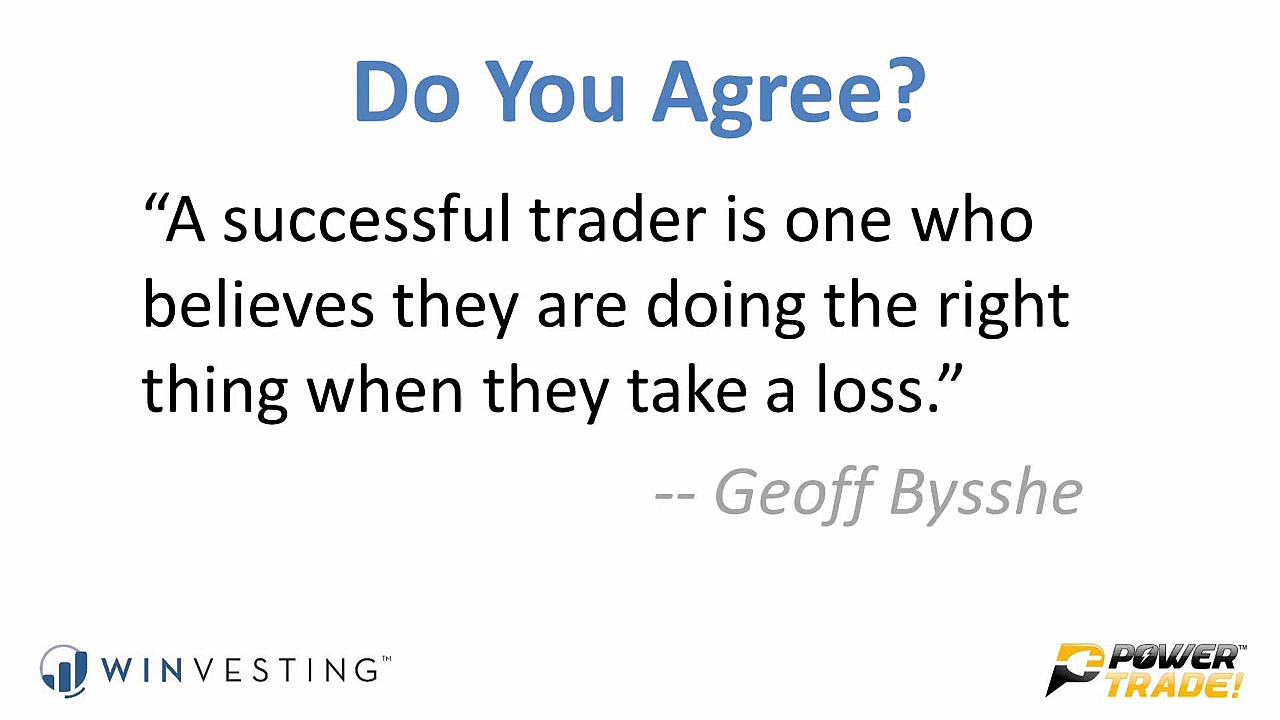 Do You Agree?
“A successful trader is one who
believes they are doing the right
thing when they take a loss.”
-- Geoff Bysshe
WINVESTING™
POWER™
TRADE!